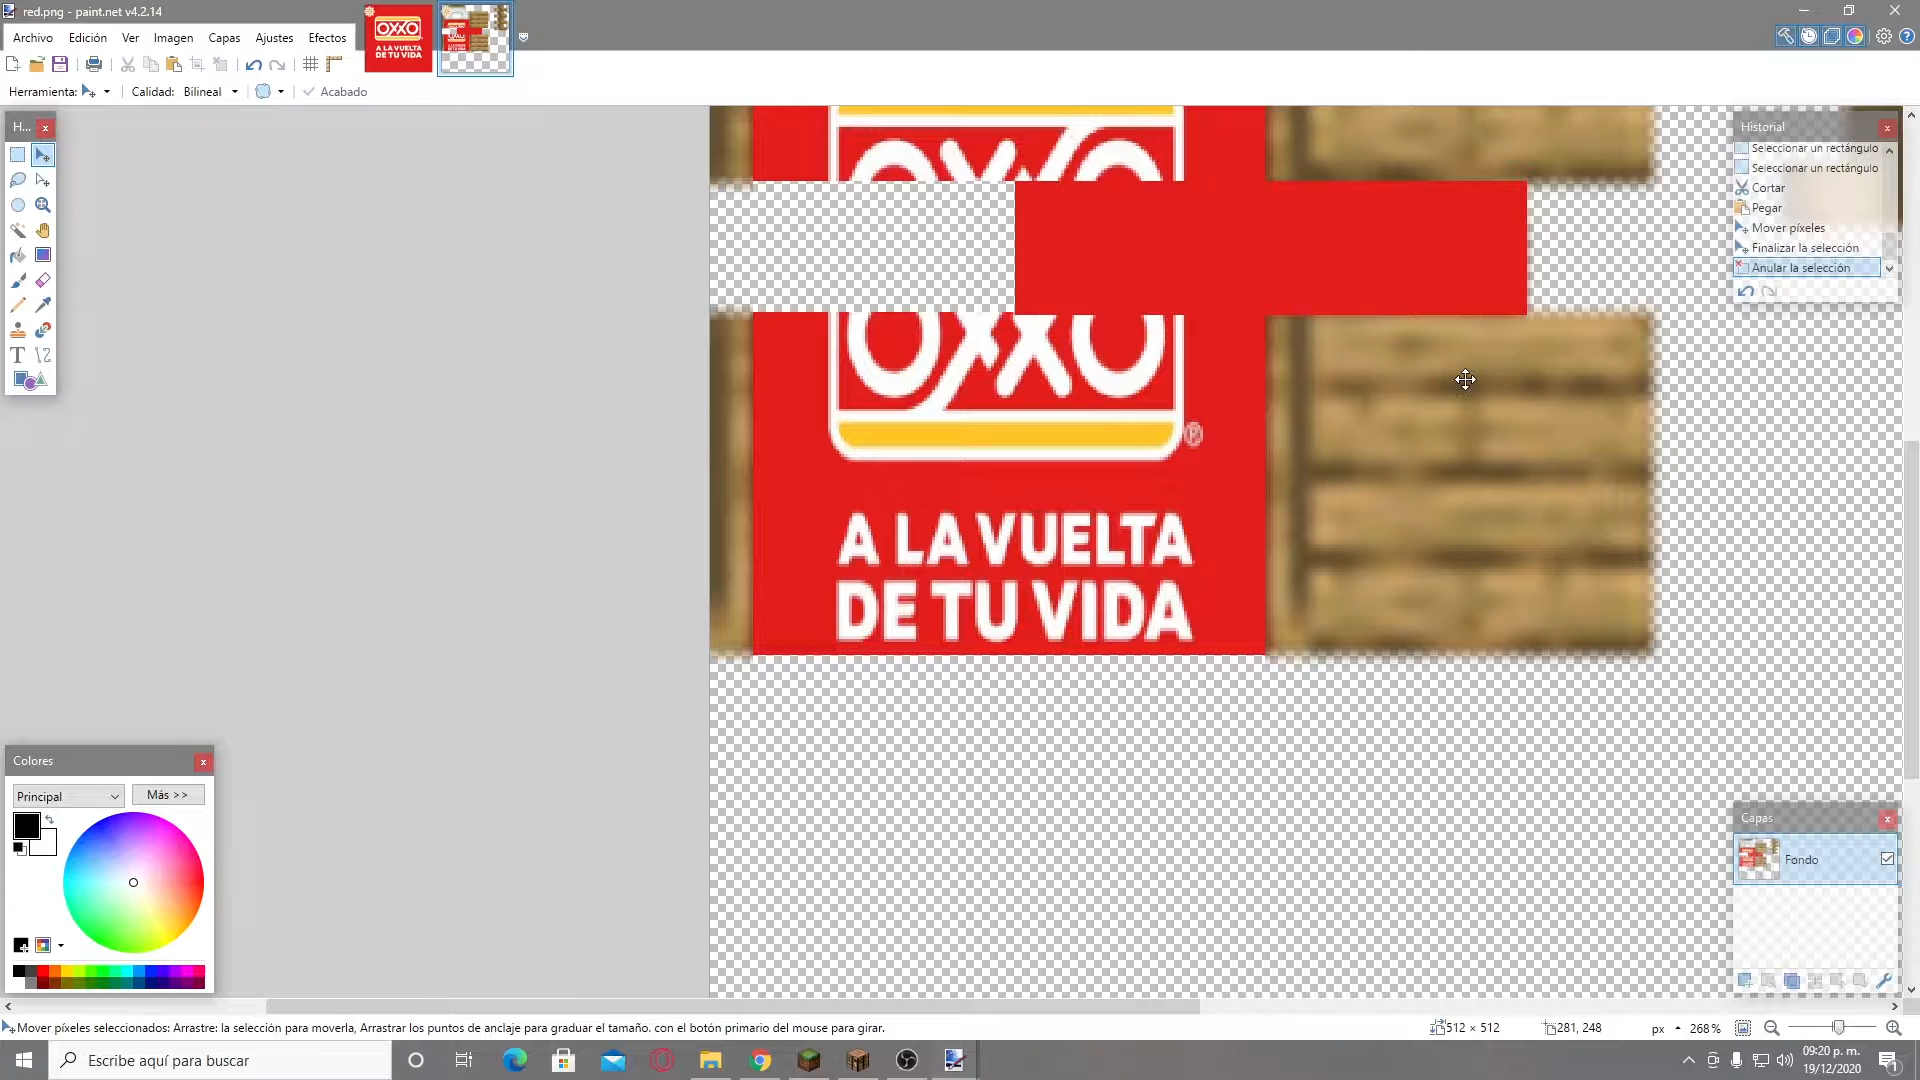 red.png - paint.net v4.2.14
Archivo Edición Ver Imagen Capas Ajustes Efectos
OXXO
A LA VUELTA
DE TU VIDA
Herramienta: Calidad: Bilineal Acabado
H...
Historial
Seleccionar un rectángulo
Seleccionar un rectángulo
Cortar
Pegar
Mover píxeles
Finalizar la selección
Anular la selección
OXXO
OXXO
®
A LA VUELTA
DE TU VIDA
Colores
Principal
Más >>
Capas
Fondo
Mover píxeles seleccionados: Arrastre: la selección para moverla, Arrastrar los puntos de anclaje para graduar el tamaño. con el botón primario del mouse para girar.
512 × 512
281, 248
px
268%
Escribe aquí para buscar
09:20 p. m.
19/12/2020
1